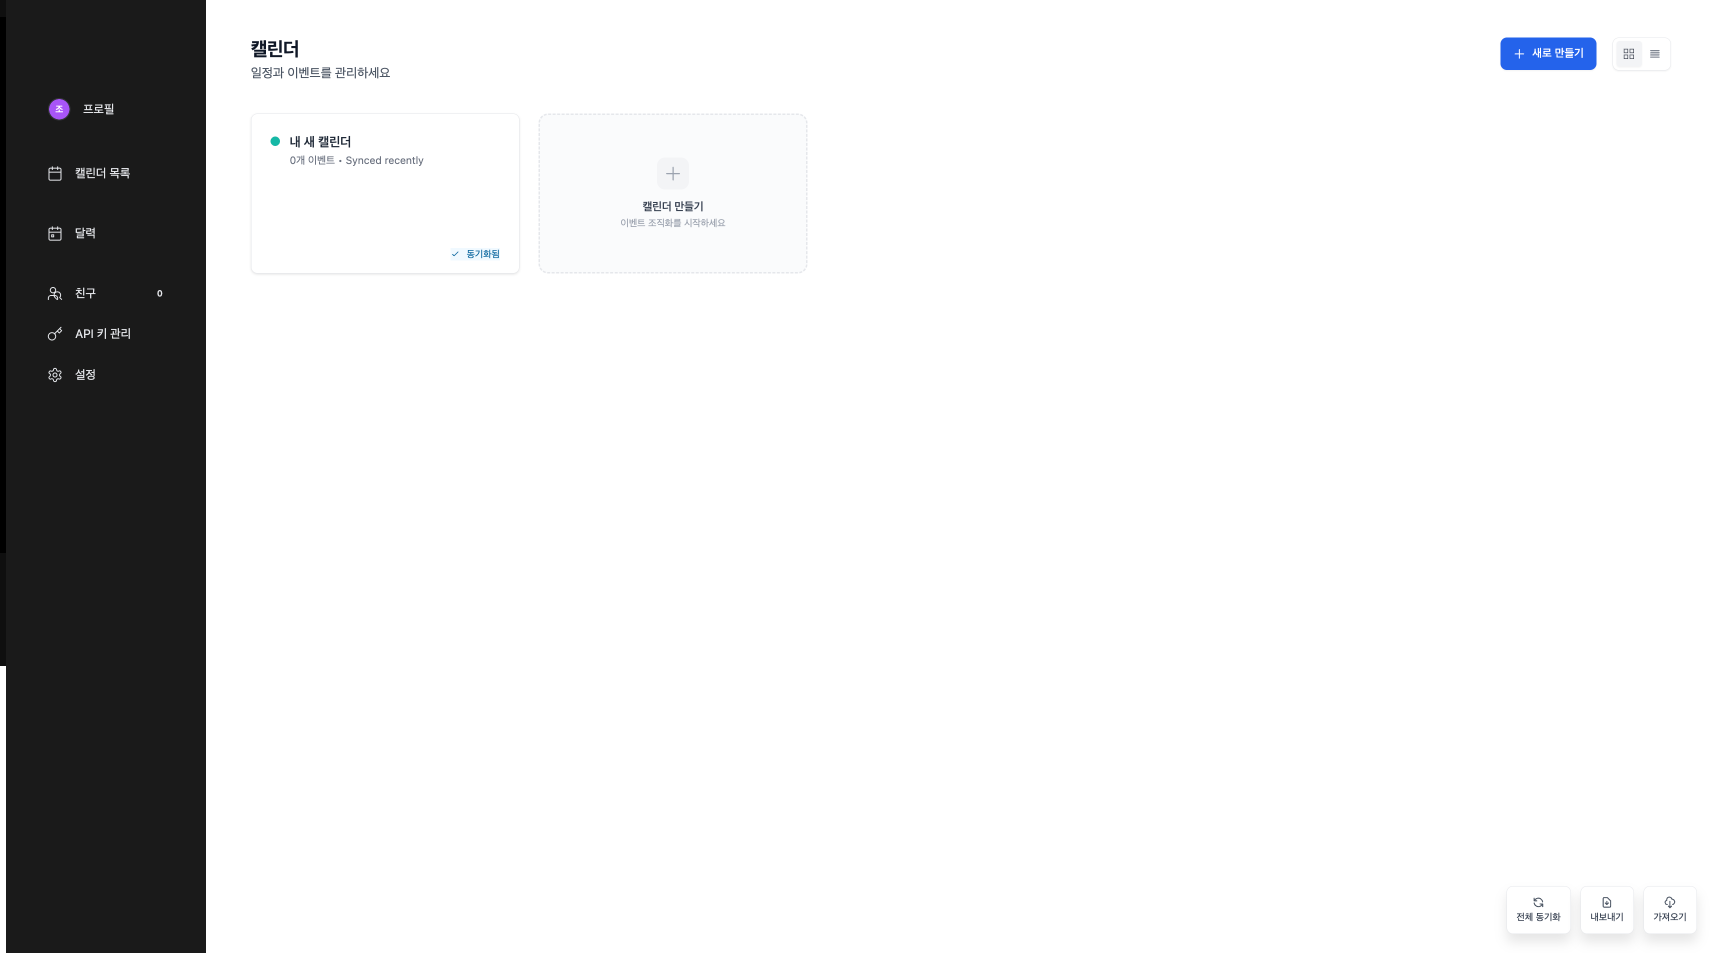 조 프로필
캘린더 목록
달력
친구 0
API 키 관리
설정
캘린더
일정과 이벤트를 관리하세요
새로 만들기
내 새 캘린더
0개 이벤트 • Synced recently
동기화됨
캘린더 만들기
이벤트 조직화를 시작하세요
전체 동기화
내보내기
가져오기